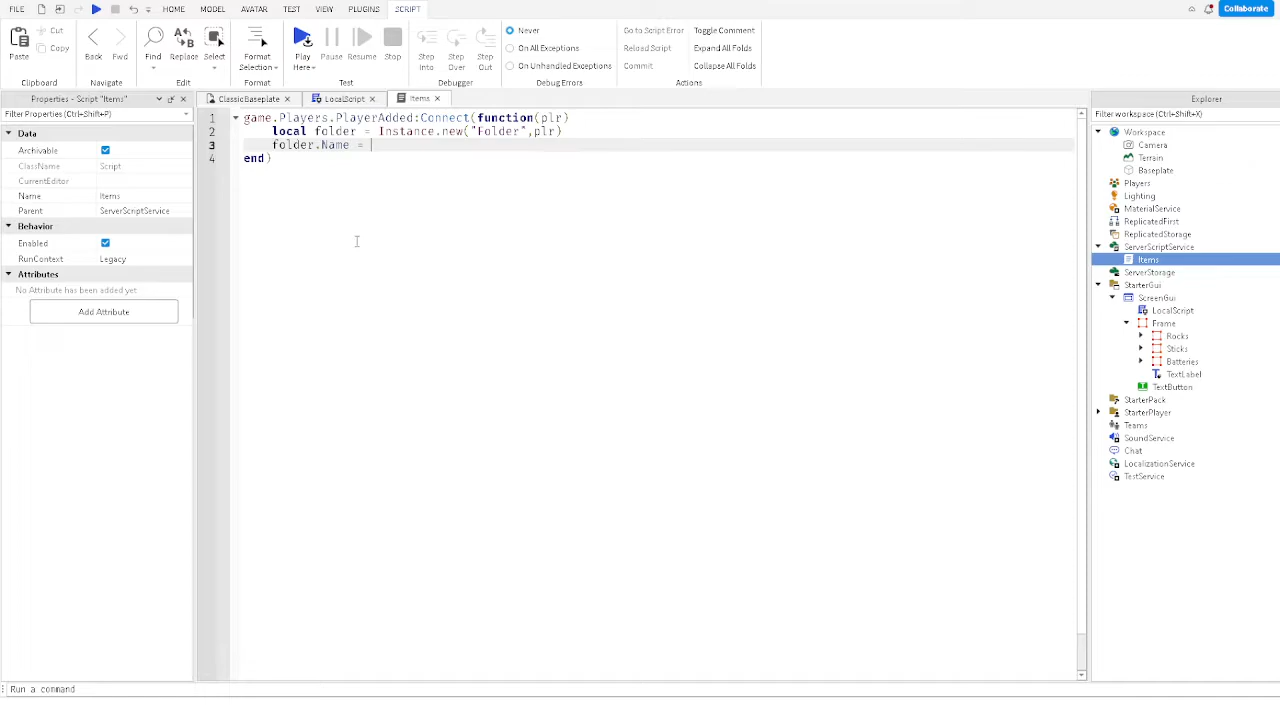 FILE HOME MODEL AVATAR TEST VIEW PLUGINS SCRIPT Collaborate
Paste Cut Copy Back Fwd Find Replace Select Format Selection Play Here Pause Resume Stop Step Into Step Over Step Out Never On All Exceptions On Unhandled Exceptions Go to Script Error Reload Script Commit Toggle Comment Expand All Folds Collapse All Folds
Clipboard Navigate Edit Format Test Debugger Debug Errors Actions
Properties - Script "Items"
Filter Properties (Ctrl+Shift+P)
Data
Archivable
ClassName Script
CurrentEditor
Name Items
Parent ServerScriptService
Behavior
Enabled
RunContext Legacy
Attributes
No Attribute has been added yet
Add Attribute
ClassicBaseplate LocalScript Items
1 game.Players.PlayerAdded:Connect(function(plr)
2 local folder = Instance.new("Folder",plr)
3 folder.Name =
4 end)
Explorer
Filter workspace (Ctrl+Shift+X)
Workspace
Camera
Terrain
Baseplate
Players
Lighting
MaterialService
ReplicatedFirst
ReplicatedStorage
ServerScriptService
Items
ServerStorage
StarterGui
ScreenGui
LocalScript
Frame
Rocks
Sticks
Batteries
TextLabel
TextButton
StarterPack
StarterPlayer
Teams
SoundService
Chat
LocalizationService
TestService
Run a command